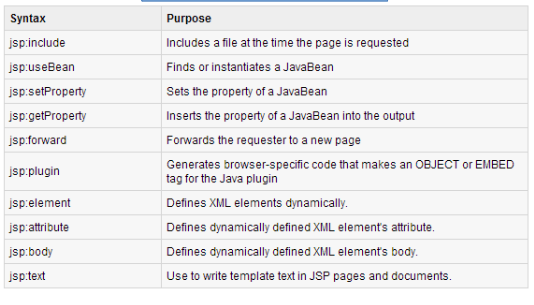 Syntax Purpose
jsp:include Includes a file at the time the page is requested
jsp:useBean Finds or instantiates a JavaBean
jsp:setProperty Sets the property of a JavaBean
jsp:getProperty Inserts the property of a JavaBean into the output
jsp:forward Forwards the requester to a new page
jsp:plugin Generates browser-specific code that makes an OBJECT or EMBED
tag for the Java plugin
jsp:element Defines XML elements dynamically.
jsp:attribute Defines dynamically defined XML element's attribute.
jsp:body Defines dynamically defined XML element's body.
jsp:text Use to write template text in JSP pages and documents.